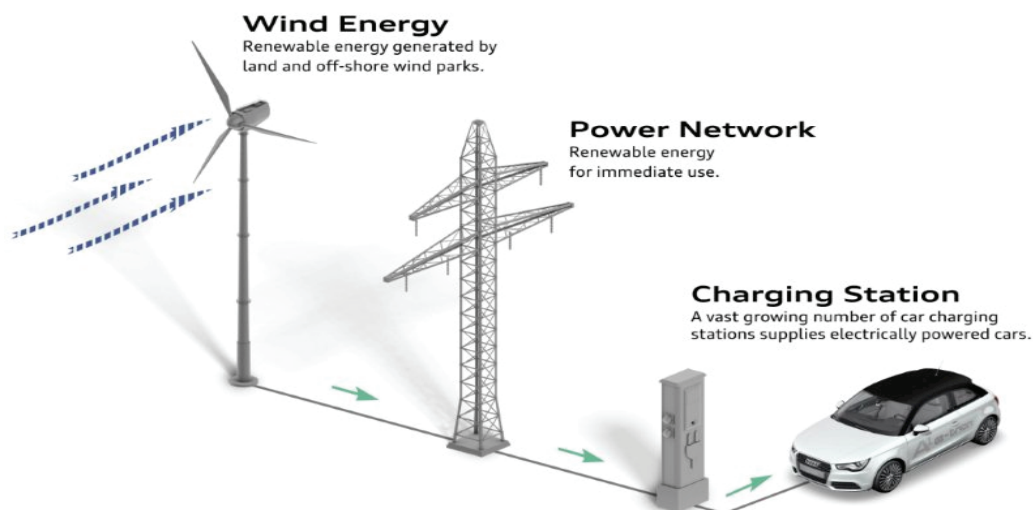 Wind Energy
Renewable energy generated by
land and off-shore wind parks.
Power Network
Renewable energy
for immediate use.
Charging Station
A vast growing number of car charging
stations supplies electrically powered cars.